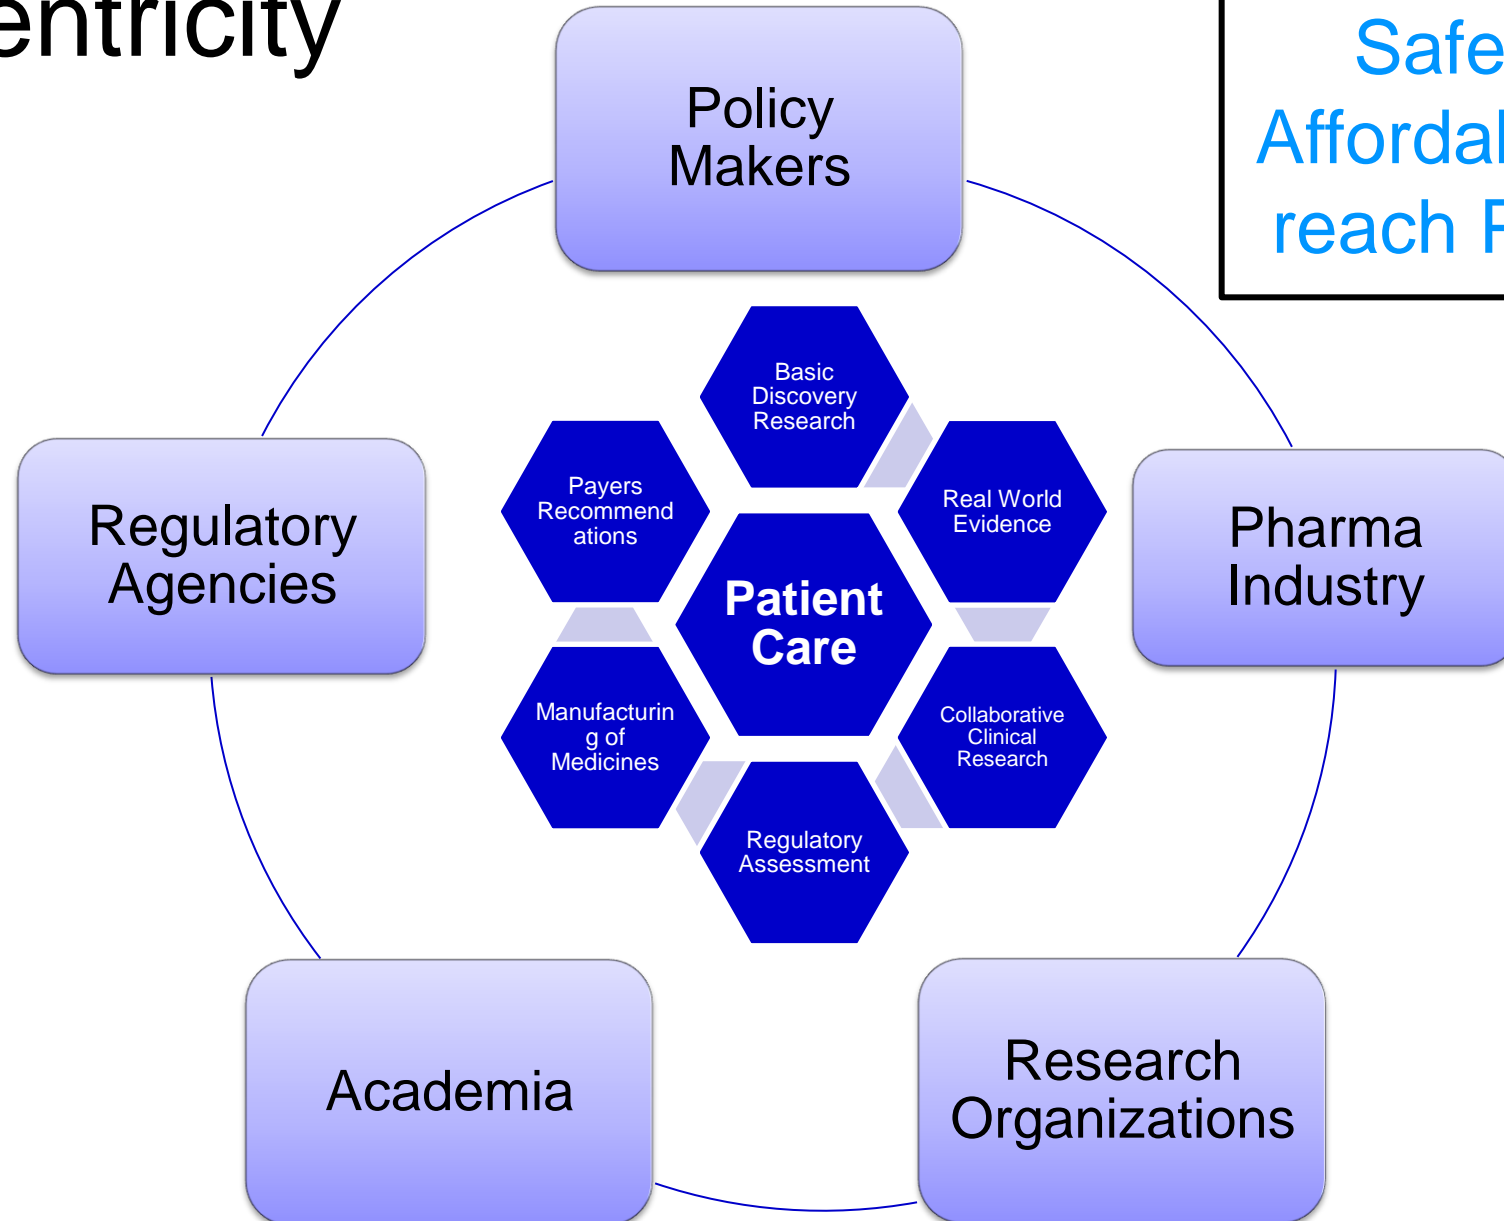 entricity
Safe
Affordal
reach P
Policy
Makers
Basic
Discovery
Research
Payers
Recommend
ations
Real World
Evidence
Regulatory
Agencies
Pharma
Industry
Patient
Care
Manufacturin
g of
Medicines
Collaborative
Clinical
Research
Regulatory
Assessment
Academia
Research
Organizations